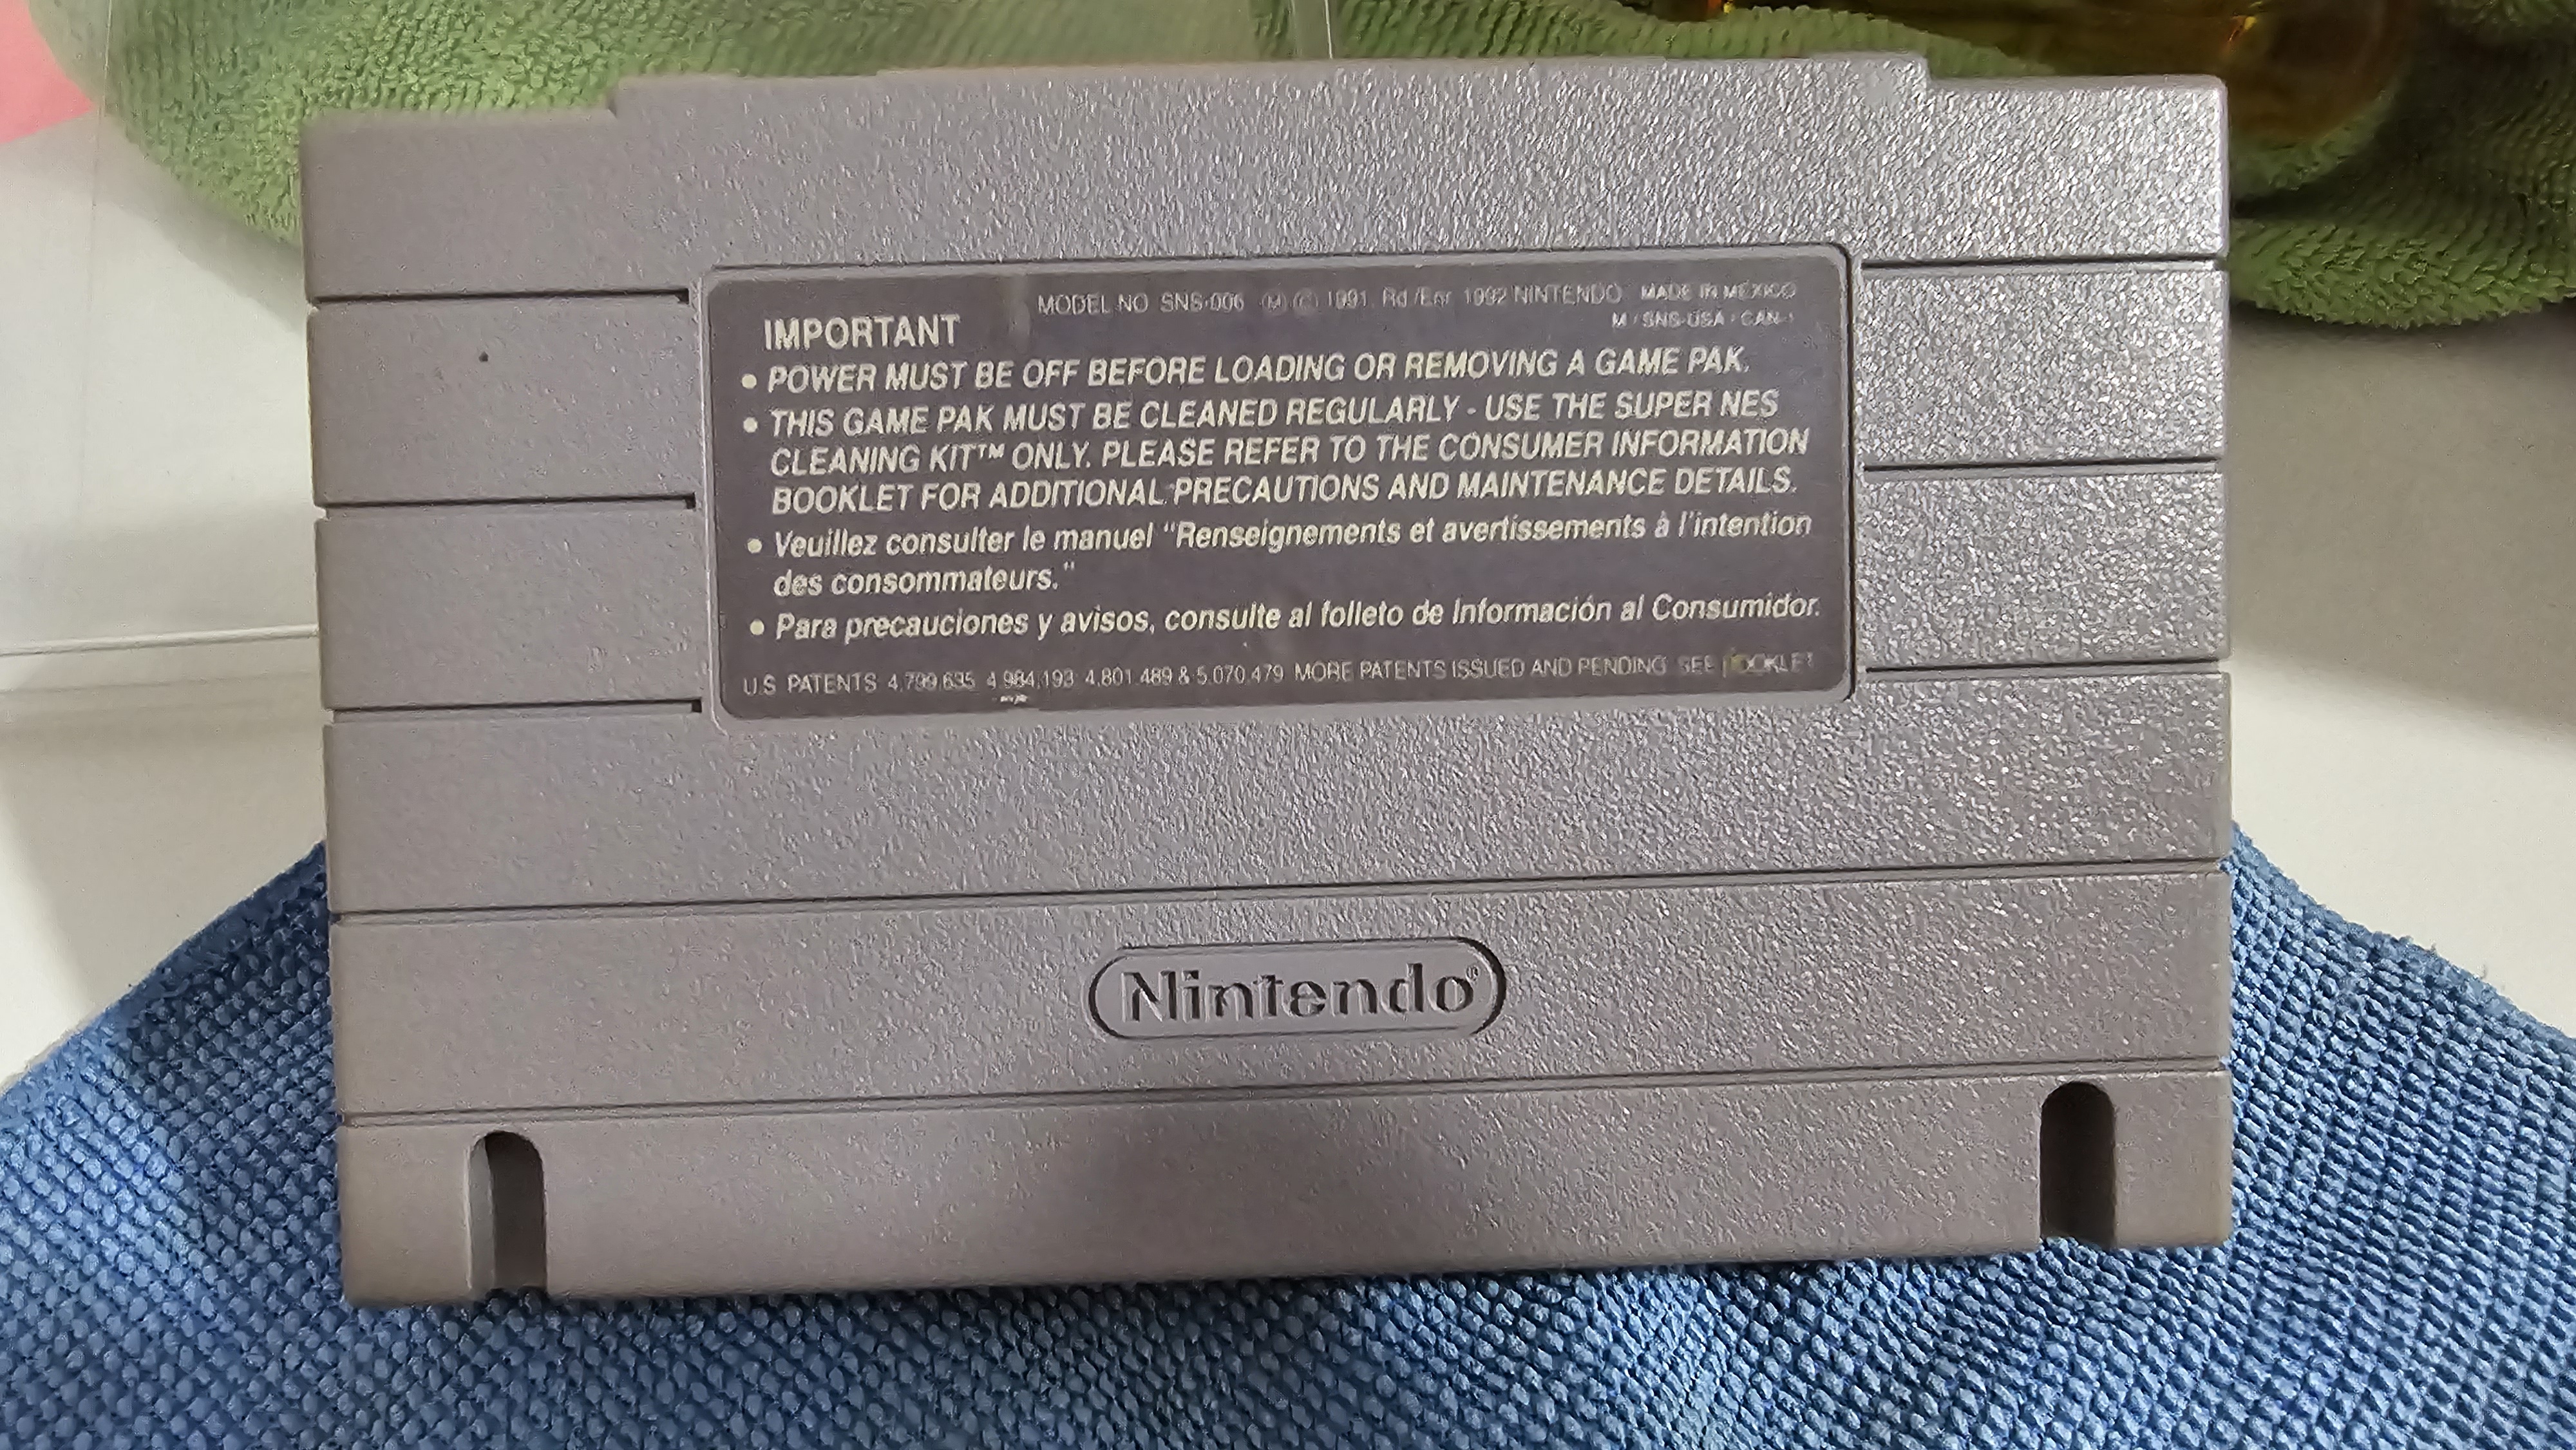 MODEL NO SNS-006 Ⓜ Ⓒ 1991, Rd/Enr 1992 NINTENDO MADE IN MEXICO
M / SNS-USA / CAN-1
IMPORTANT
• POWER MUST BE OFF BEFORE LOADING OR REMOVING A GAME PAK.
• THIS GAME PAK MUST BE CLEANED REGULARLY - USE THE SUPER NES
CLEANING KIT™ ONLY. PLEASE REFER TO THE CONSUMER INFORMATION
BOOKLET FOR ADDITIONAL PRECAUTIONS AND MAINTENANCE DETAILS.
• Veuillez consulter le manuel "Renseignements et avertissements à l'intention
des consommateurs."
• Para precauciones y avisos, consulte al folleto de Información al Consumidor.
U.S PATENTS 4,799,635 4,984,193 4,801,489 & 5,070,479 MORE PATENTS ISSUED AND PENDING SEE BOOKLET
Nintendo®